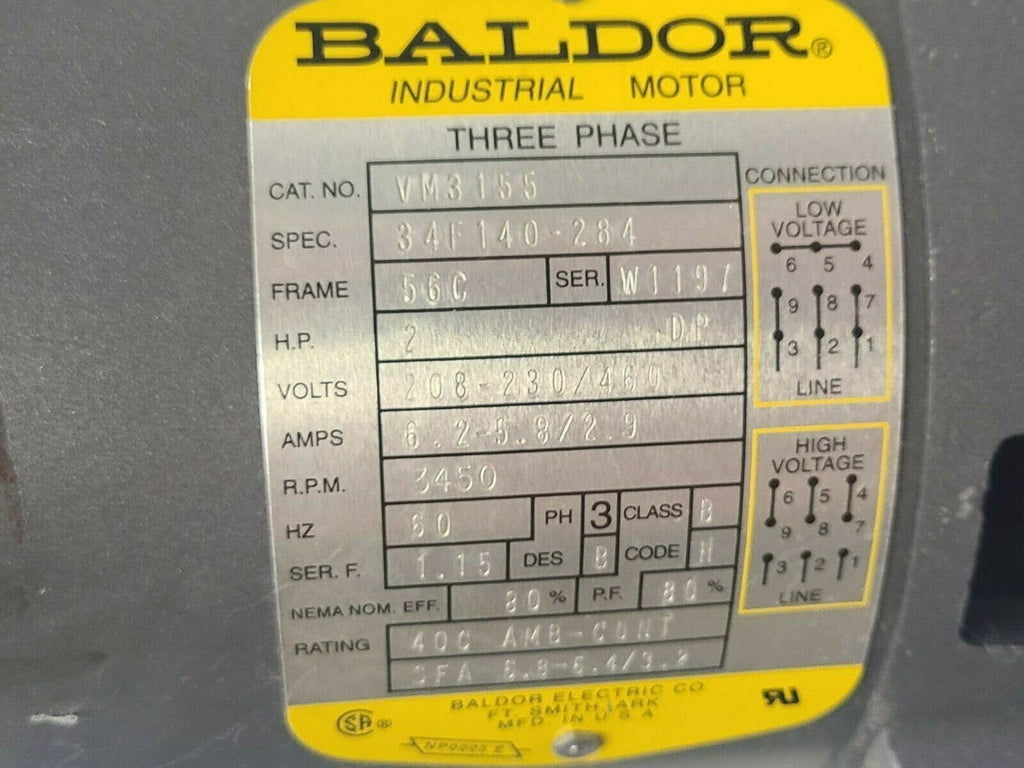 BALDOR®
INDUSTRIAL MOTOR
THREE PHASE
CAT. NO. VM3155
SPEC. 34F140-284
FRAME 56C SER. W1197
H.P. 2 DP
VOLTS 208-230/460
AMPS 6.2-5.8/2.9
R.P.M. 3450
HZ 60 PH 3 CLASS B
SER. F. 1.15 DES B CODE
NEMA NOM. EFF. 80 % P.F. 80 %
RATING 40C AMB-CONT
SFA 6.8-6.4/3.2
CONNECTION
LOW
VOLTAGE
6 5 4
9 8 7
3 2 1
LINE
HIGH
VOLTAGE
6 5 4
9 8 7
3 2 1
LINE
BALDOR ELECTRIC CO
FT. SMITH, ARK.
MFD. IN U.S.A.
SA ®
RU